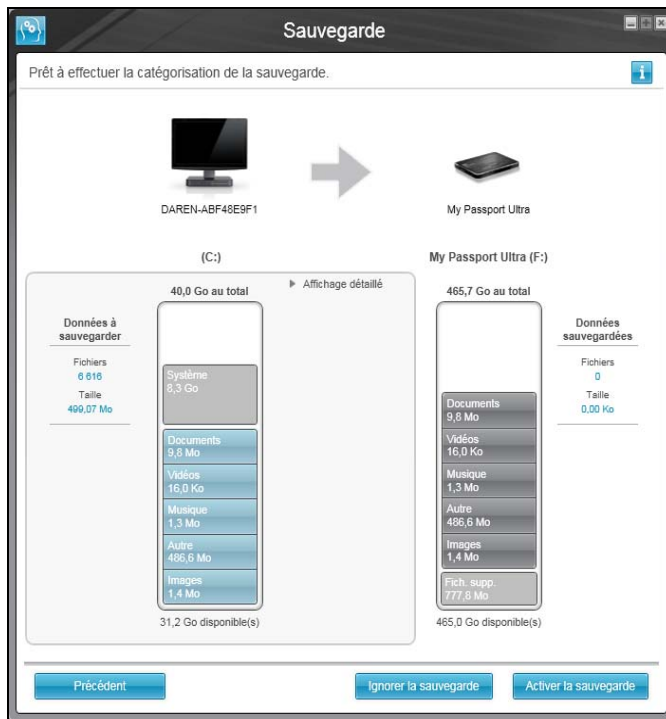 Sauvegarde
Prêt à effectuer la catégorisation de la sauvegarde.
i
DAREN-ABF48E9F1
My Passport Ultra
(C:)
40,0 Go au total
Affichage détaillé
Données à
sauvegarder
Fichiers
6 616
Taille
499,07 Mo
Système
8,3 Go
Documents
9,8 Mo
Vidéos
16,0 Ko
Musique
1,3 Mo
Autre
486,6 Mo
Images
1,4 Mo
31,2 Go disponible(s)
My Passport Ultra (F:)
465,7 Go au total
Documents
9,8 Mo
Vidéos
16,0 Ko
Musique
1,3 Mo
Autre
486,6 Mo
Images
1,4 Mo
Fich. supp.
777,8 Mo
465,0 Go disponible(s)
Données
sauvegardées
Fichiers
0
Taille
0,00 Ko
Précédent
Ignorer la sauvegarde
Activer la sauvegarde